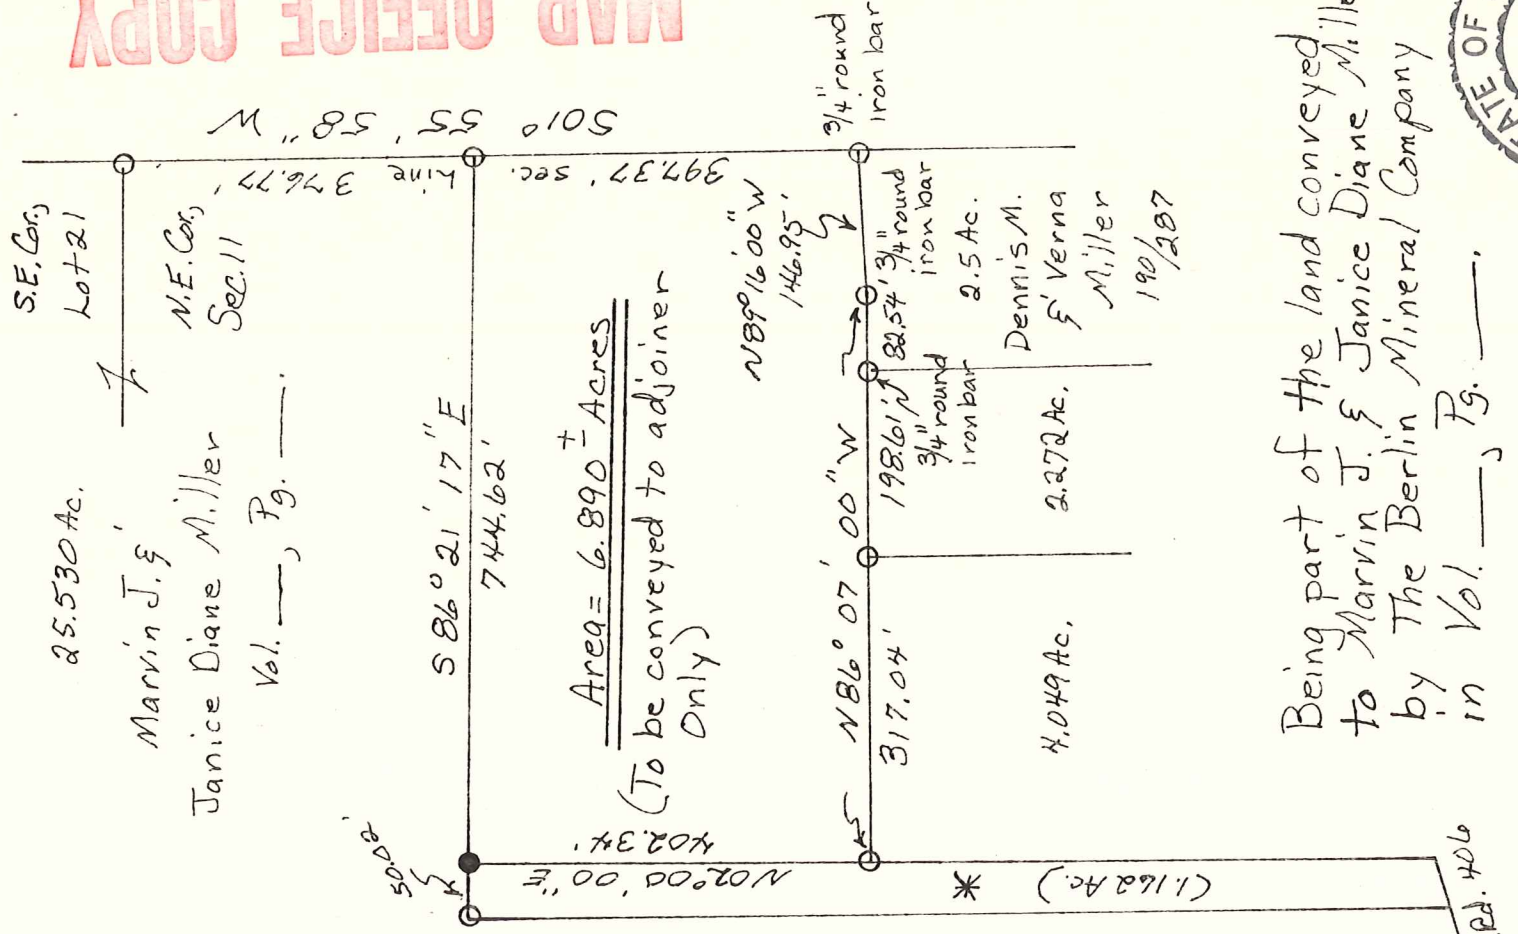 MAP OFFICE COPY
S.E. Cor.,
Lot 21
N.E. Cor.,
Sec. 11
25.530 Ac.
Marvin J. &
Janice Diane Miller
Vol. ___, Pg. ___.
S01° 55' 58" W
397.37' sec. line 376.77'
S 86° 21' 17" E
744.62'
50.02'
Area = 6.890 ± Acres
(To be conveyed to adjoiner
Only)
N02° 00' 00" E
402.34'
N89° 16' 00" W
146.95'
3/4" round
iron bar
82.54'
3/4" round
iron bar
N86° 07' 00" W
317.04'
198.61'
3/4" round
iron bar
2.5 Ac.
Dennis M.
& Verna
Miller
190/287
2.272 Ac.
4.049 Ac.
* (1.162 Ac.)
Rd. 406
Being part of the land conveyed
to Marvin J. & Janice Diane Mille
by The Berlin Mineral Company
in Vol. ___, Pg. ___.
ATE OF